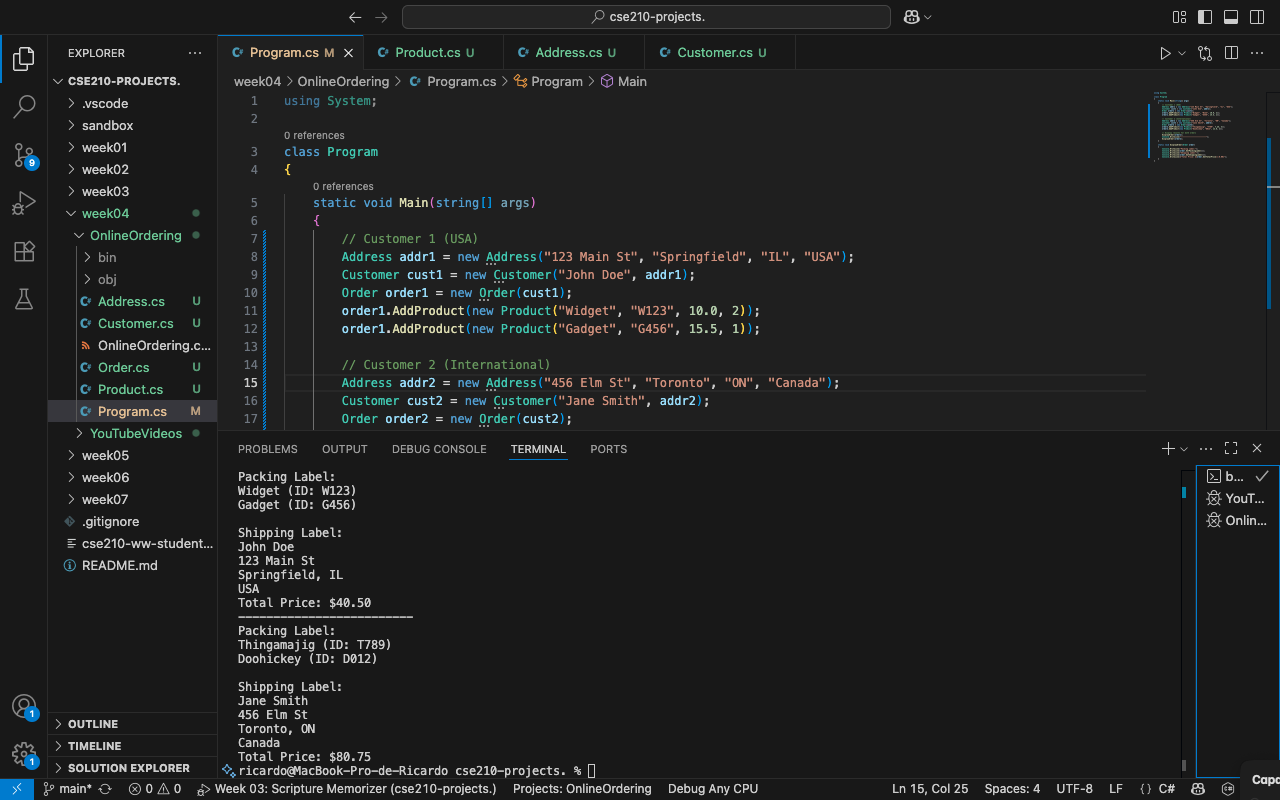 cse210-projects.
EXPLORER
CSE210-PROJECTS.
.vscode
sandbox
week01
week02
week03
week04
OnlineOrdering
bin
obj
Address.cs U
Customer.cs U
OnlineOrdering.c...
Order.cs U
Product.cs U
Program.cs M
YouTubeVideos
week05
week06
week07
.gitignore
cse210-ww-student...
README.md
OUTLINE
TIMELINE
SOLUTION EXPLORER
9
1
1
Program.cs M
Product.cs U
Address.cs U
Customer.cs U
week04 > OnlineOrdering > Program.cs > Program > Main
1 using System;
2
0 references
3 class Program
4 {
0 references
5 static void Main(string[] args)
6 {
7 // Customer 1 (USA)
8 Address addr1 = new Address("123 Main St", "Springfield", "IL", "USA");
9 Customer cust1 = new Customer("John Doe", addr1);
10 Order order1 = new Order(cust1);
11 order1.AddProduct(new Product("Widget", "W123", 10.0, 2));
12 order1.AddProduct(new Product("Gadget", "G456", 15.5, 1));
13
14 // Customer 2 (International)
15 Address addr2 = new Address("456 Elm St", "Toronto", "ON", "Canada");
16 Customer cust2 = new Customer("Jane Smith", addr2);
17 Order order2 = new Order(cust2);
PROBLEMS OUTPUT DEBUG CONSOLE TERMINAL PORTS
Packing Label:
Widget (ID: W123)
Gadget (ID: G456)
Shipping Label:
John Doe
123 Main St
Springfield, IL
USA
Total Price: $40.50
-------------------------
Packing Label:
Thingamajig (ID: T789)
Doohickey (ID: D012)
Shipping Label:
Jane Smith
456 Elm St
Toronto, ON
Canada
Total Price: $80.75
ricardo@MacBook-Pro-de-Ricardo cse210-projects. %
b...
YouT...
Onlin...
main* 0 0 Week 03: Scripture Memorizer (cse210-projects.) Projects: OnlineOrdering Debug Any CPU Ln 15, Col 25 Spaces: 4 UTF-8 LF {} C#
Capc